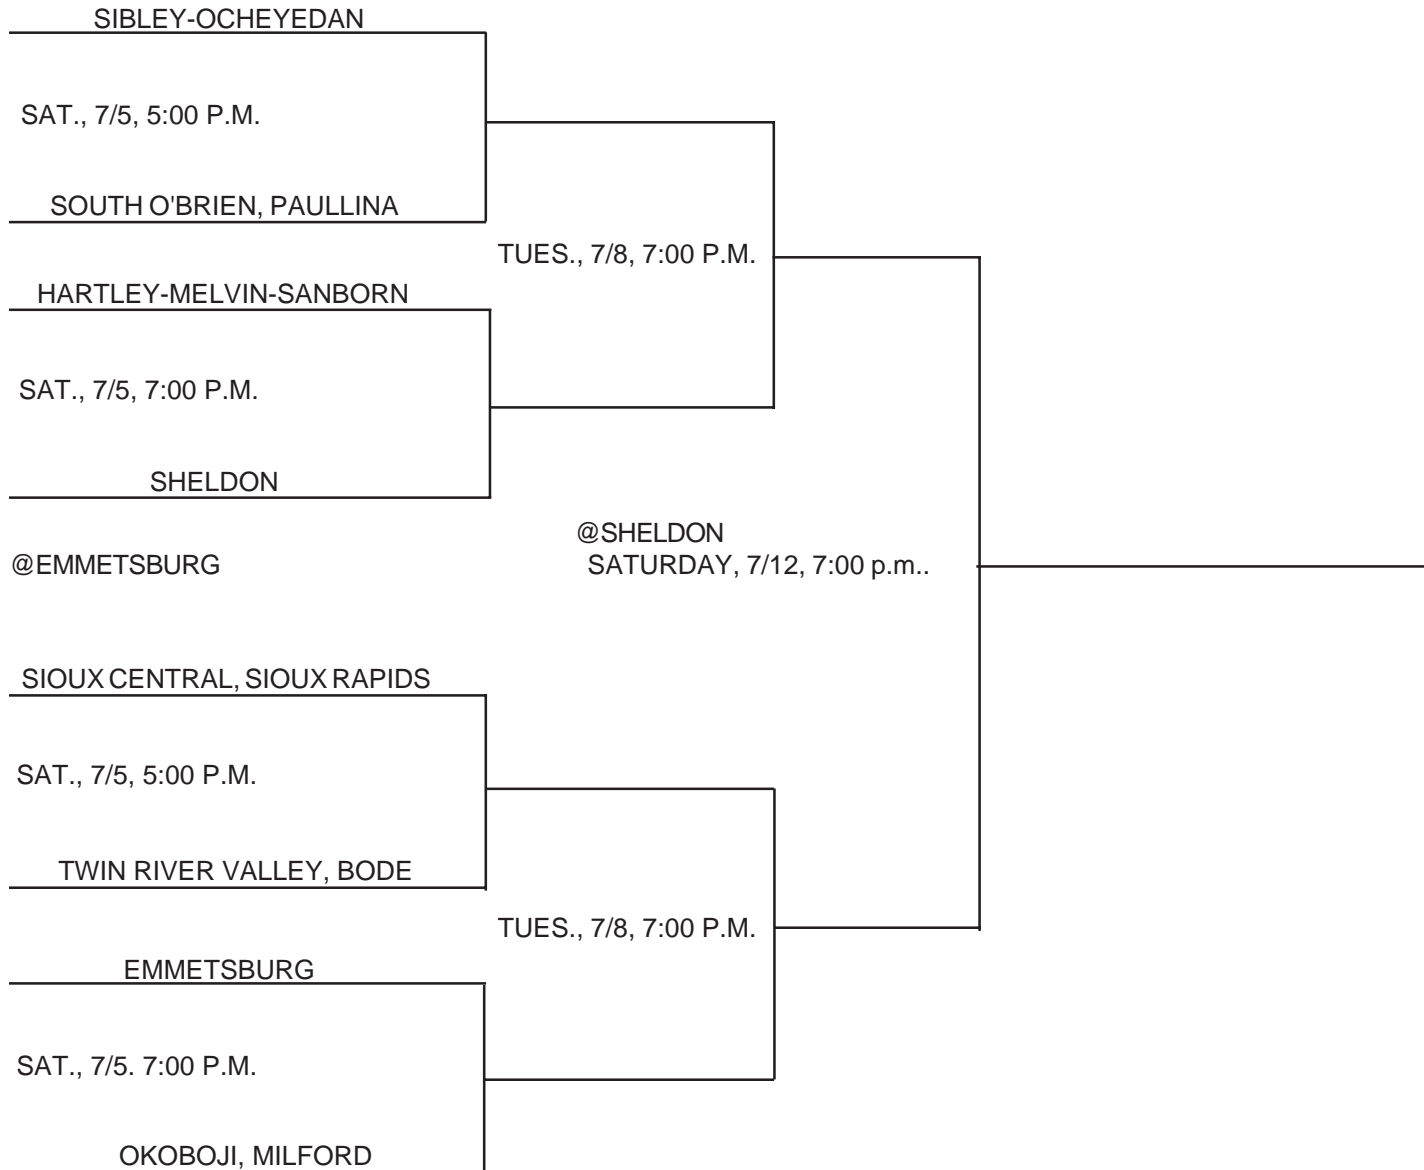 SIBLEY-OCHEYEDAN
SAT., 7/5, 5:00 P.M.
SOUTH O'BRIEN, PAULLINA
TUES., 7/8, 7:00 P.M.
HARTLEY-MELVIN-SANBORN
SAT., 7/5, 7:00 P.M.
SHELDON
@SHELDON
@EMMETSBURG
SATURDAY, 7/12, 7:00 p.m..
SIOUX CENTRAL, SIOUX RAPIDS
SAT., 7/5, 5:00 P.M.
TWIN RIVER VALLEY, BODE
TUES., 7/8, 7:00 P.M.
EMMETSBURG
SAT., 7/5. 7:00 P.M.
OKOBOJI, MILFORD